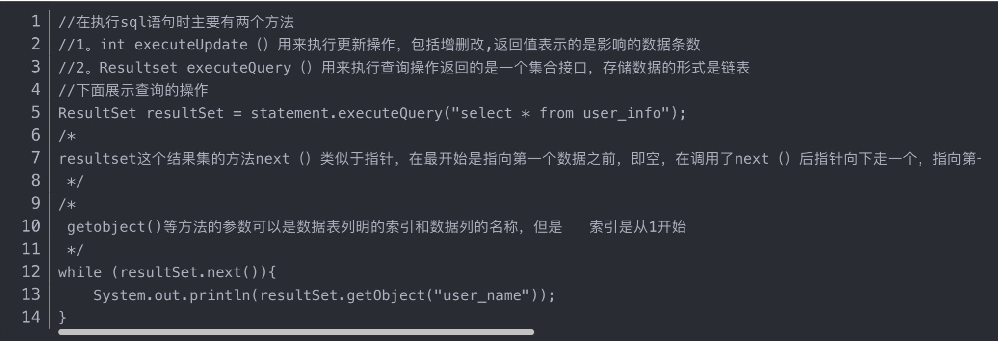 1 //在执行sql语句时主要有两个方法
2 //1。int executeUpdate（）用来执行更新操作，包括增删改,返回值表示的是影响的数据条数
3 //2。Resultset executeQuery（）用来执行查询操作返回的是一个集合接口，存储数据的形式是链表
4 //下面展示查询的操作
5 ResultSet resultSet = statement.executeQuery("select * from user_info");
6 /*
7 resultset这个结果集的方法next（）类似于指针，在最开始是指向第一个数据之前，即空，在调用了next（）后指针向下走一个，指向第
8  */
9 /*
10  getobject()等方法的参数可以是数据表列明的索引和数据列的名称，但是   索引是从1开始
11  */
12 while (resultSet.next()){
13     System.out.println(resultSet.getObject("user_name"));
14 }